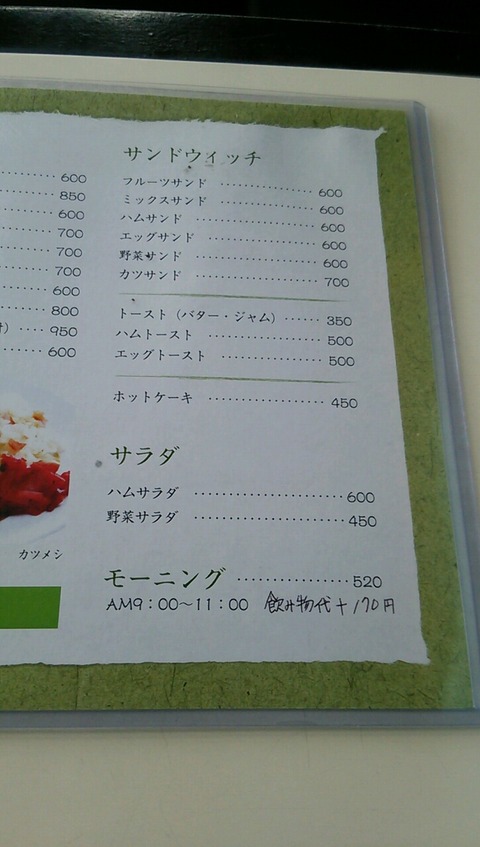 600
850
600
700
700
700
600
800
950
600
カツメシ
サンドウィッチ
フルーツサンド ・・・・・・・・・・・・・・ 600
ミックスサンド ・・・・・・・・・・・・・・ 600
ハムサンド ・・・・・・・・・・・・・・・・ 600
エッグサンド ・・・・・・・・・・・・・・・ 600
野菜サンド ・・・・・・・・・・・・・・・・ 600
カツサンド ・・・・・・・・・・・・・・・・ 700
トースト（バター・ジャム） ・・・・・・ 350
ハムトースト ・・・・・・・・・・・・・・・ 500
エッグトースト ・・・・・・・・・・・・・・ 500
ホットケーキ ・・・・・・・・・・・・・・・・・・ 450
サラダ
ハムサラダ ・・・・・・・・・・・・・・・・・・・・・ 600
野菜サラダ ・・・・・・・・・・・・・・・・・・・・・ 450
モーニング ・・・・・・・・・・・・・・・・ 520
AM9：00〜11：00 飲み物代＋170円